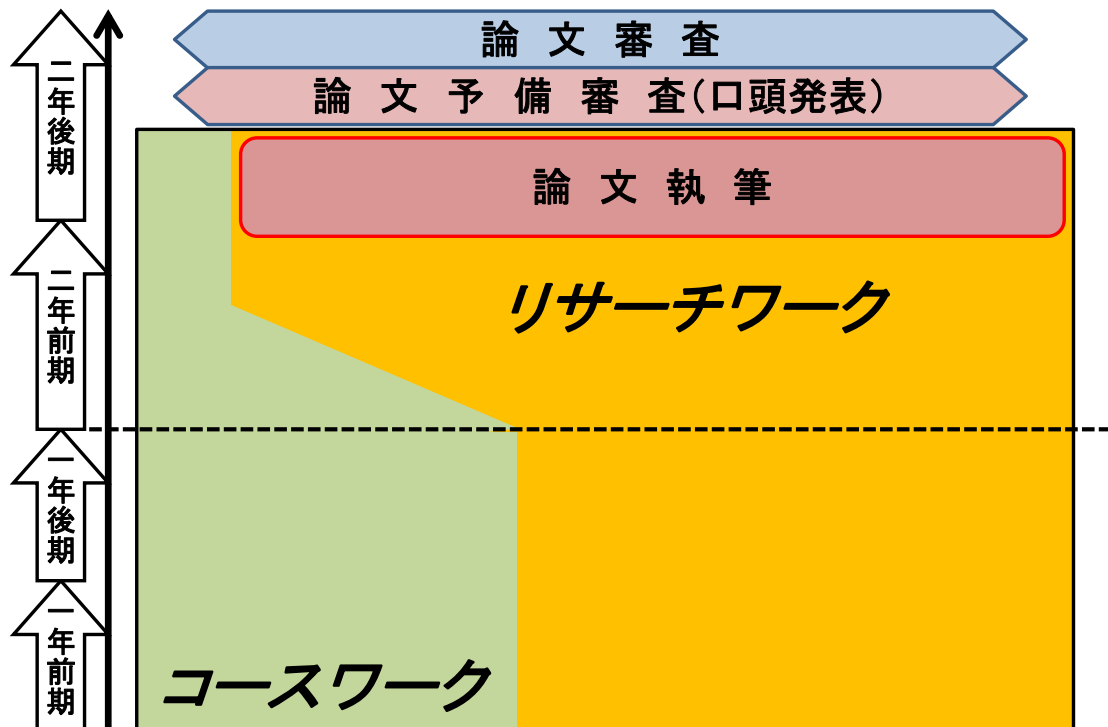 論文審査
論文予備審査(口頭発表)
論文執筆
リサーチワーク
コースワーク
二年後期
二年前期
一年後期
一年前期